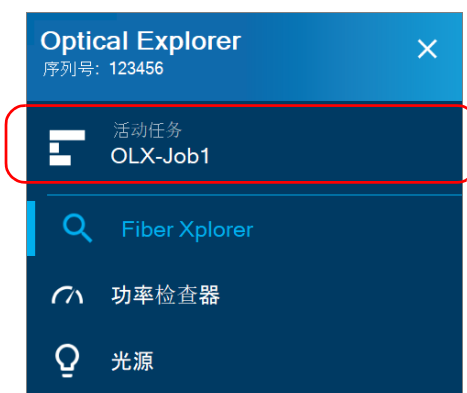 Optical Explorer
序列号: 123456
活动任务
OLX-Job1
Fiber Xplorer
功率检查器
光源